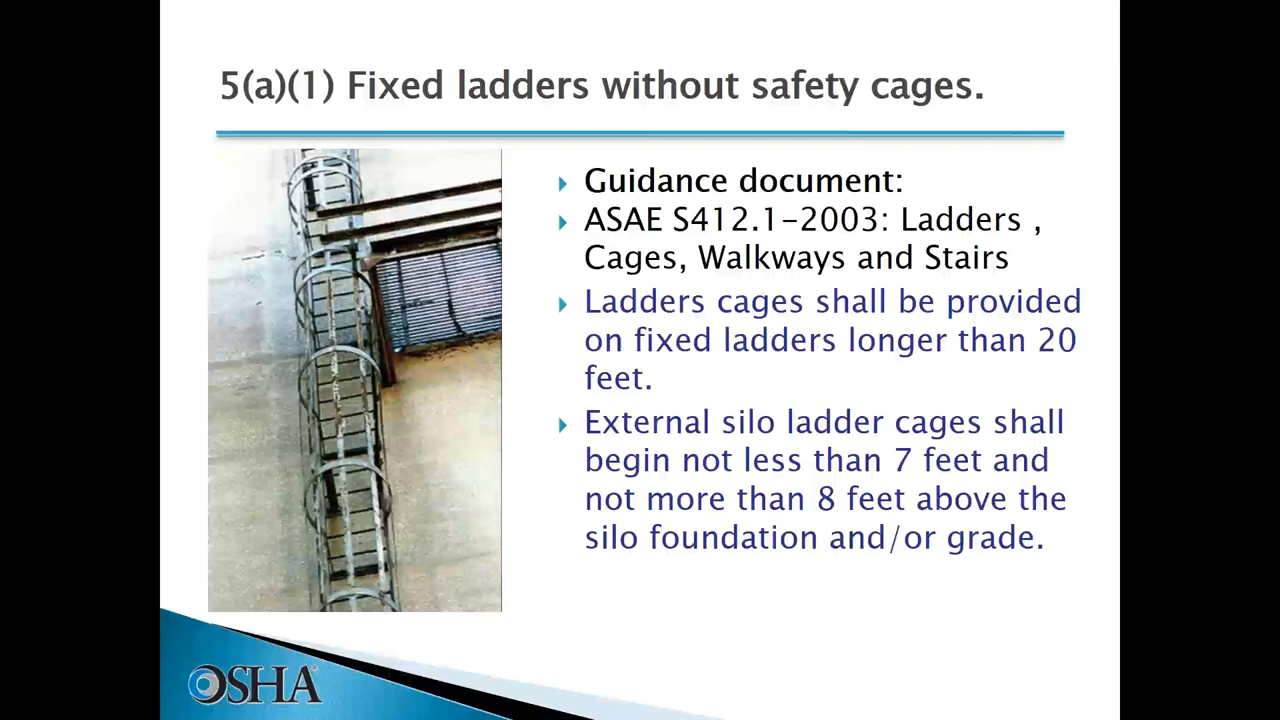 5(a)(1) Fixed ladders without safety cages.
Guidance document:
ASAE S412.1-2003: Ladders ,
Cages, Walkways and Stairs
Ladders cages shall be provided
on fixed ladders longer than 20
feet.
External silo ladder cages shall
begin not less than 7 feet and
not more than 8 feet above the
silo foundation and/or grade.
OSHA®